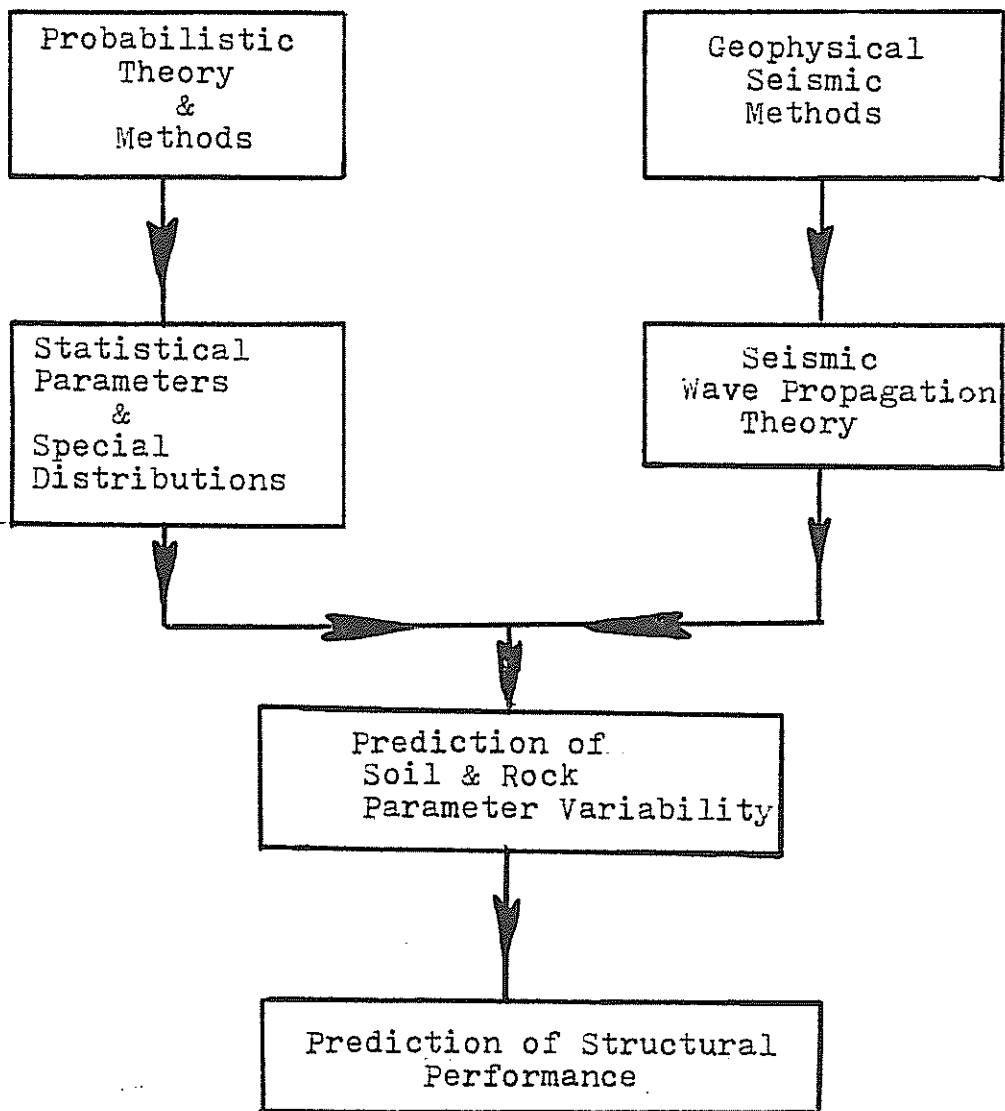 Probabilistic
Theory
&
Methods
Geophysical
Seismic
Methods
Statistical
Parameters
&
Special
Distributions
Seismic
Wave Propagation
Theory
Prediction of
Soil & Rock
Parameter Variability
Prediction of Structural
Performance